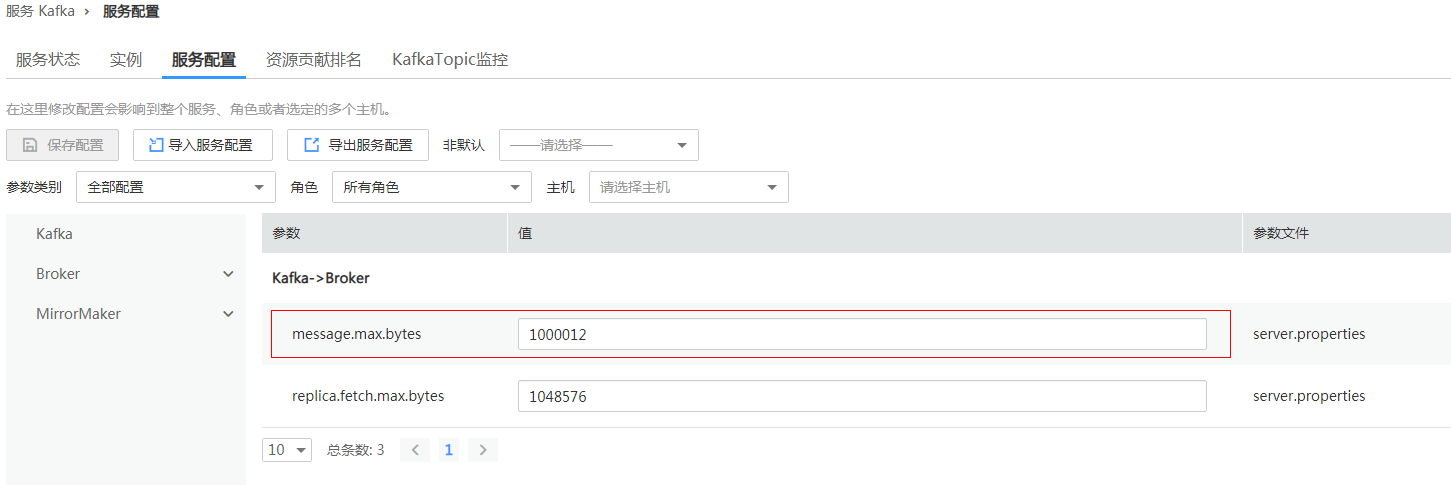 服务 Kafka › 服务配置
服务状态 实例 服务配置 资源贡献排名 KafkaTopic监控
在这里修改配置会影响到整个服务、角色或者选定的多个主机。
保存配置 导入服务配置 导出服务配置 非默认 ——请选择——
参数类别 全部配置 角色 所有角色 主机 请选择主机
Kafka
Broker
MirrorMaker
参数 值 参数文件
Kafka->Broker
message.max.bytes 1000012 server.properties
replica.fetch.max.bytes 1048576 server.properties
10 总条数: 3 1